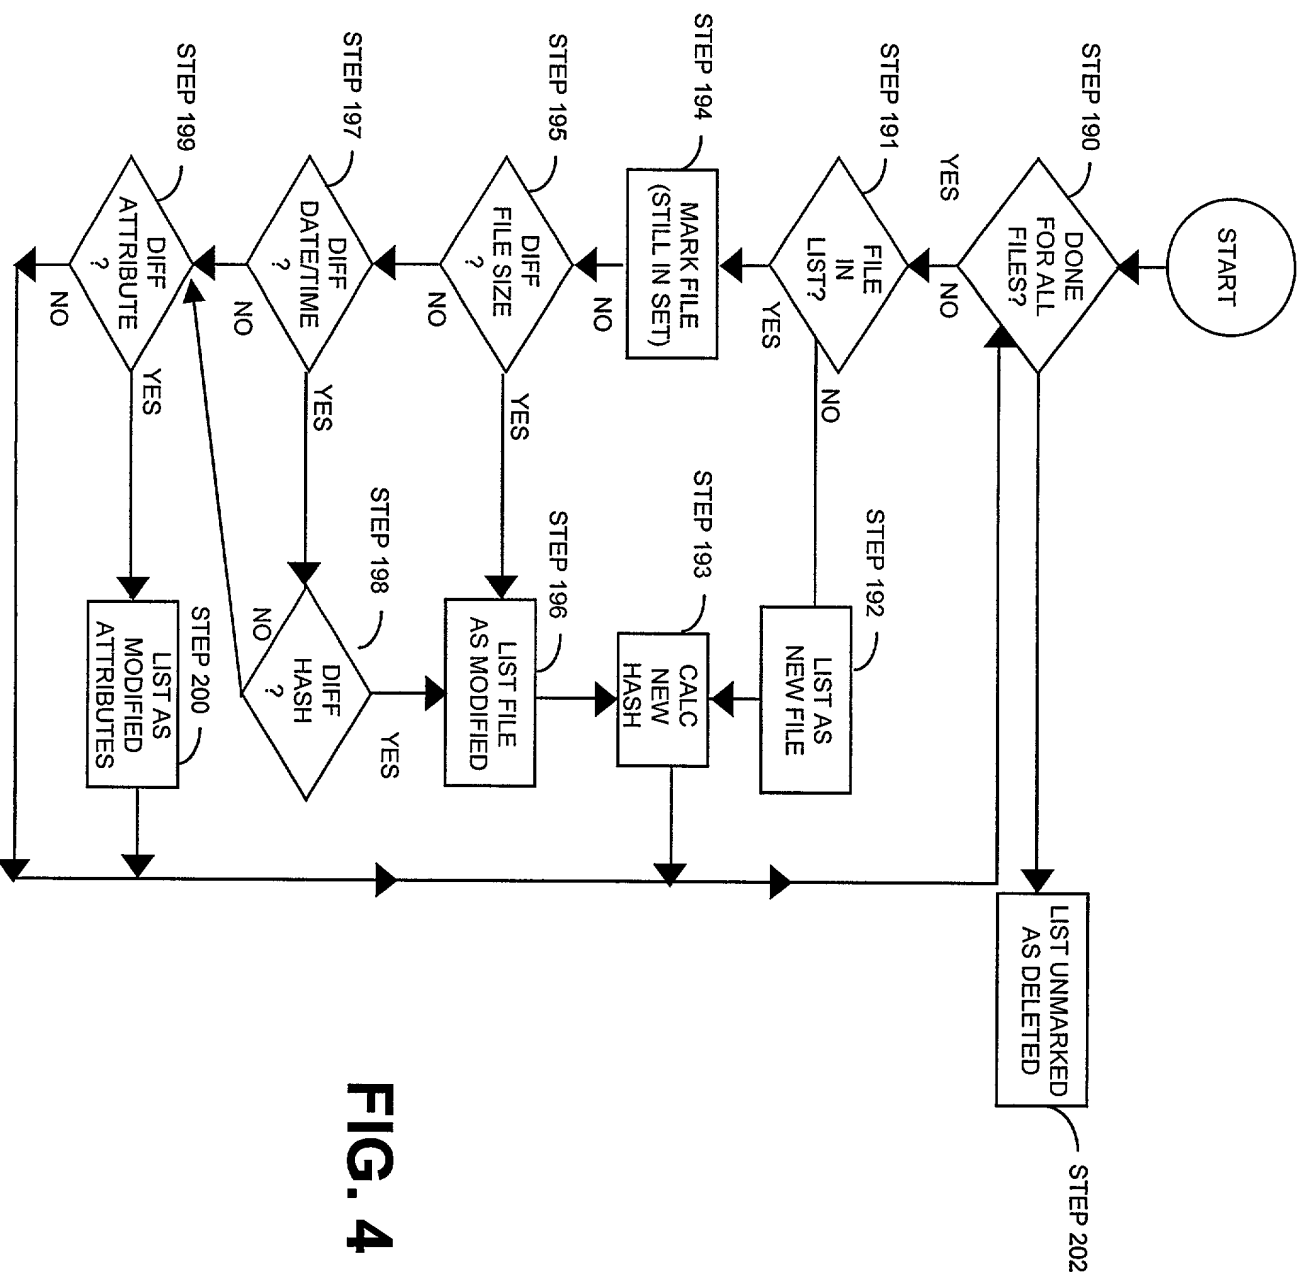 START
STEP 190
DONE
FOR ALL
FILES?
YES
NO
LIST UNMARKED
AS DELETED
STEP 202
STEP 191
FILE
IN
LIST?
NO
YES
STEP 192
LIST AS
NEW FILE
STEP 194
MARK FILE
(STILL IN SET)
NO
STEP 193
CALC
NEW
HASH
STEP 195
DIFF
FILE SIZE
?
YES
NO
STEP 196
LIST FILE
AS MODIFIED
STEP 197
DIFF
DATE/TIME
?
YES
NO
STEP 198
DIFF
HASH
?
YES
NO
STEP 199
DIFF
ATTRIBUTE
?
YES
NO
STEP 200
LIST AS
MODIFIED
ATTRIBUTES
FIG. 4